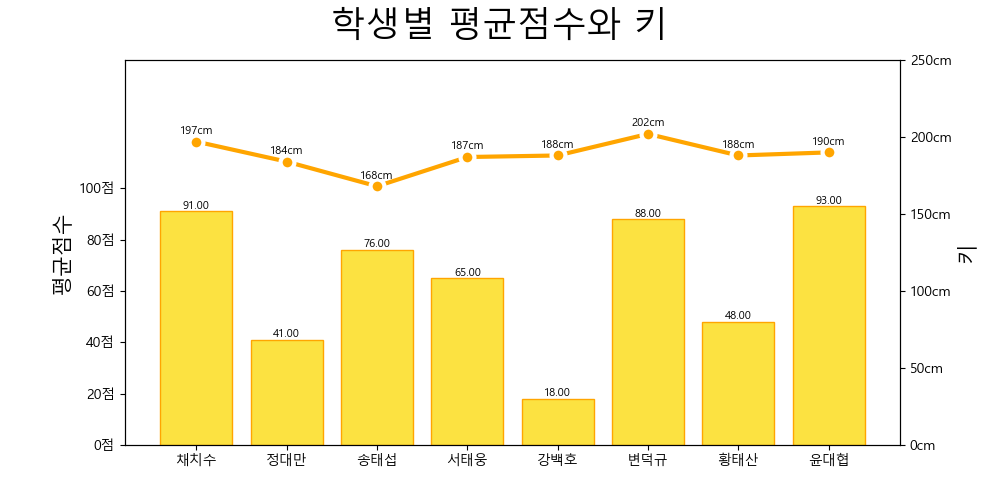 학생별 평균점수와 키
250cm
200cm
150cm
100cm
50cm
0cm
키
평균점수
100점
80점
60점
40점
20점
0점
197cm
184cm
168cm
187cm
188cm
202cm
188cm
190cm
91.00
41.00
76.00
65.00
18.00
88.00
48.00
93.00
채치수
정대만
송태섭
서태웅
강백호
변덕규
황태산
윤대협